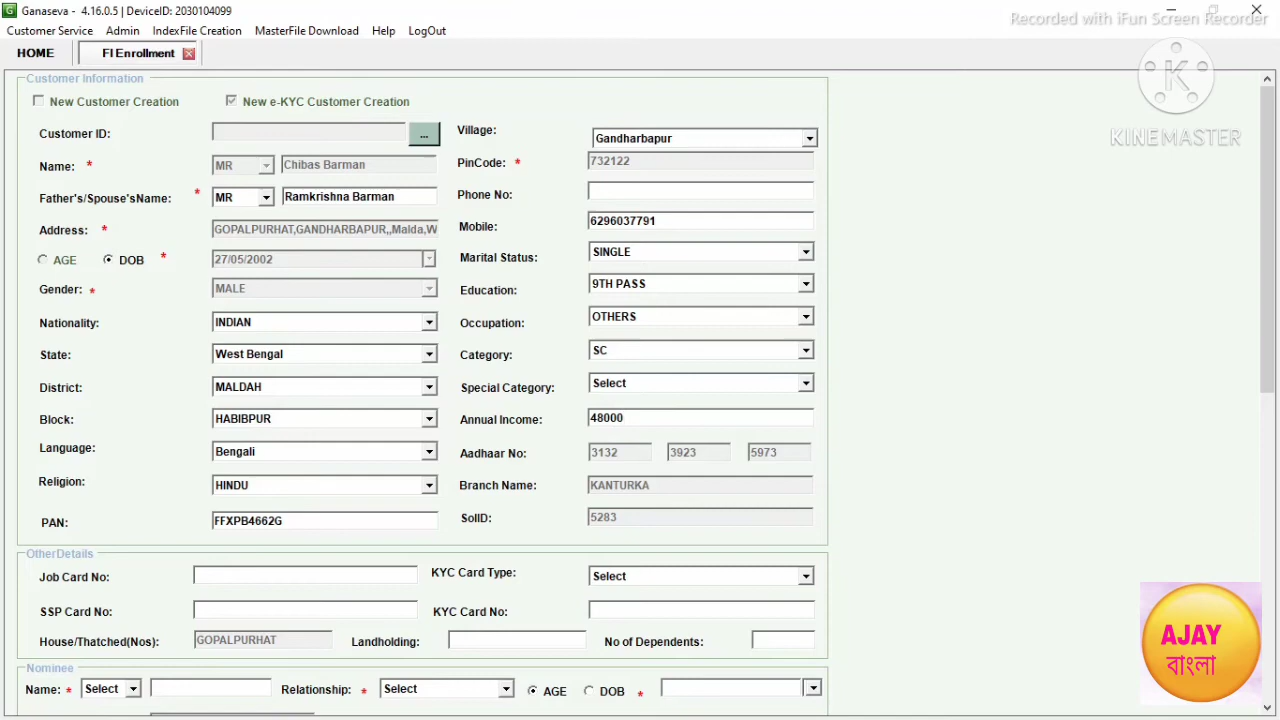 Ganaseva - 4.16.0.5 | DeviceID: 2030104099
Recorded with iFun Screen Recorder
Customer Service Admin IndexFile Creation MasterFile Download Help LogOut
HOME FI Enrollment
KINEMASTER
Customer Information
New Customer Creation New e-KYC Customer Creation
Customer ID: ... Village: Gandharbapur
Name: * MR Chibas Barman PinCode: * 732122
Father's/Spouse'sName: * MR Ramkrishna Barman Phone No:
Address: * GOPALPURHAT,GANDHARBAPUR,,Malda,W Mobile: 6296037791
AGE DOB * 27/05/2002 Marital Status: SINGLE
Gender: * MALE Education: 9TH PASS
Nationality: INDIAN Occupation: OTHERS
State: West Bengal Category: SC
District: MALDAH Special Category: Select
Block: HABIBPUR Annual Income: 48000
Language: Bengali Aadhaar No: 3132 3923 5973
Religion: HINDU Branch Name: KANTURKA
PAN: FFXPB4662G SolID: 5283
OtherDetails
Job Card No: KYC Card Type: Select
SSP Card No: KYC Card No:
House/Thatched(Nos): GOPALPURHAT Landholding: No of Dependents:
Nominee
Name: * Select Relationship: * Select AGE DOB *
AJAY
বাংলা